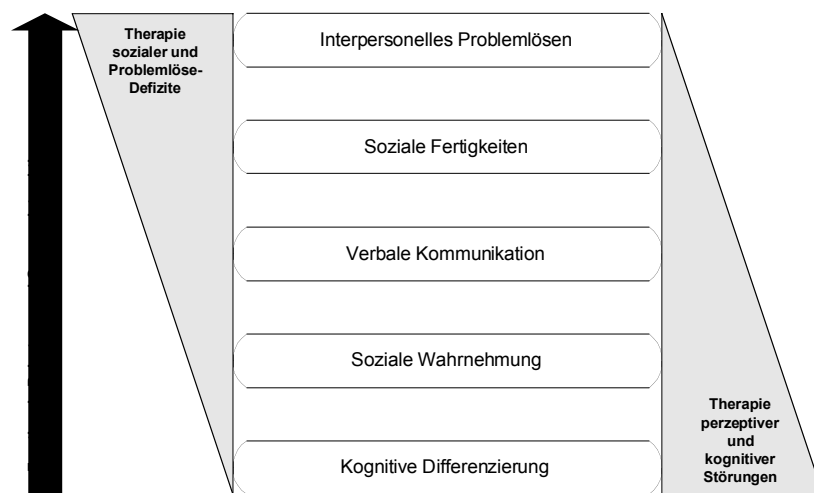 Therapie
sozialer und
Problemlöse-
Defizite
Interpersonelles Problemlösen
Soziale Fertigkeiten
Verbale Kommunikation
Soziale Wahrnehmung
Kognitive Differenzierung
Therapie
perzeptiver
und
kognitiver
Störungen